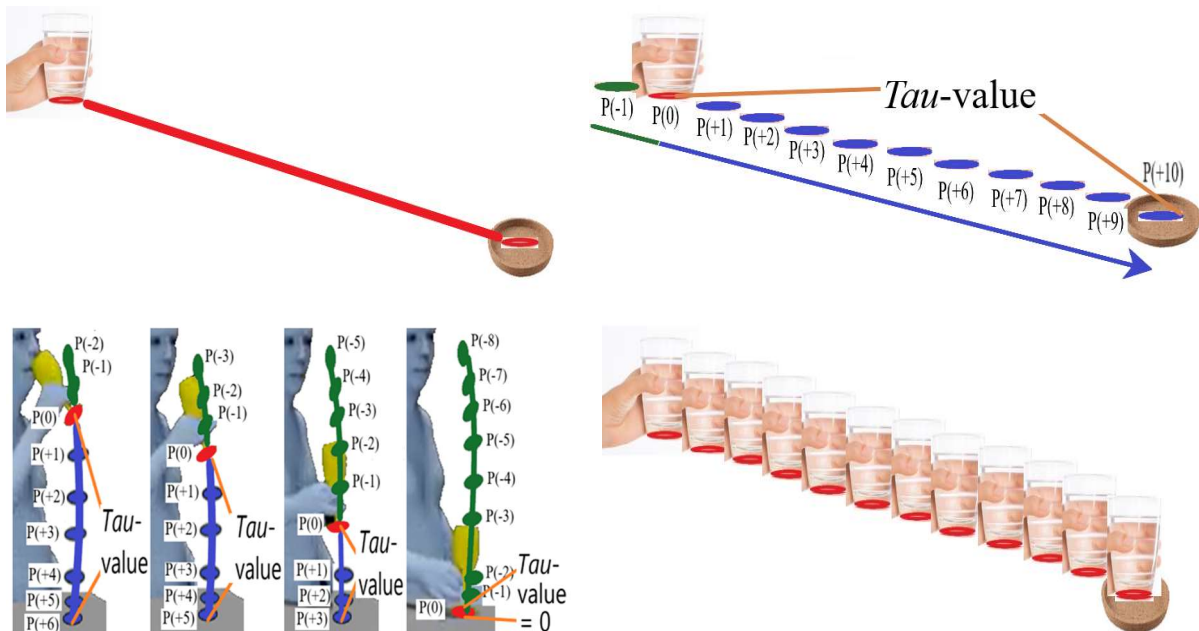 Tau-value
P(-1)
P(0)
P(+1)
P(+2)
P(+3)
P(+4)
P(+5)
P(+6)
P(+7)
P(+8)
P(+9)
P(+10)
P(-2)
P(-1)
P(0)
P(+1)
P(+2)
P(+3)
P(+4)
P(+5)
P(+6)
Tau-
value
P(-3)
P(-2)
P(-1)
P(0)
P(+1)
P(+2)
P(+3)
P(+4)
P(+5)
Tau-
value
P(-5)
P(-4)
P(-3)
P(-2)
P(-1)
P(0)
P(+1)
P(+2)
P(+3)
Tau-
value
P(-8)
P(-7)
P(-6)
P(-5)
P(-4)
P(-3)
P(-2)
P(-1)
P(0)
Tau-
value
= 0